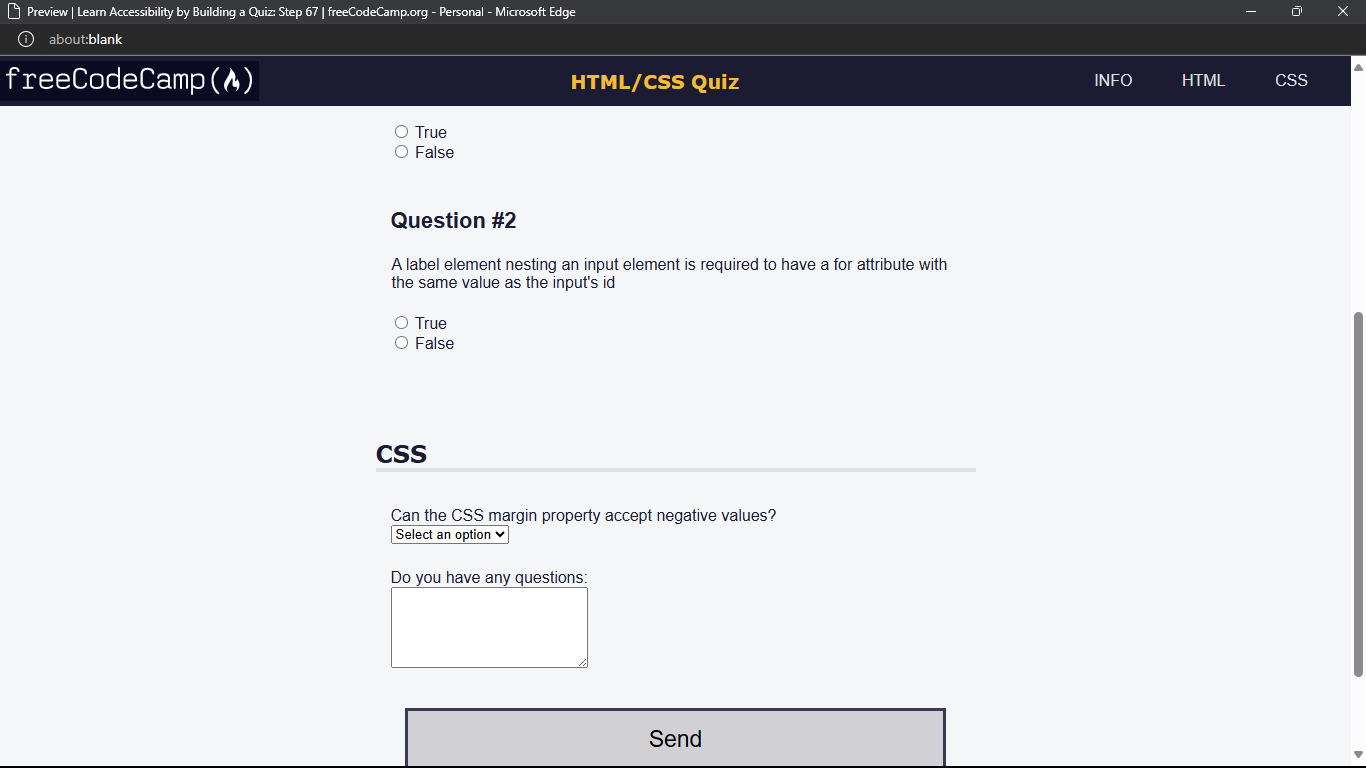 Preview | Learn Accessibility by Building a Quiz: Step 67 | freeCodeCamp.org - Personal - Microsoft Edge
about:blank
freeCodeCamp
HTML/CSS Quiz
INFO
HTML
CSS
True
False
Question #2
A label element nesting an input element is required to have a for attribute with
the same value as the input's id
True
False
CSS
Can the CSS margin property accept negative values?
Select an option
Do you have any questions:
Send